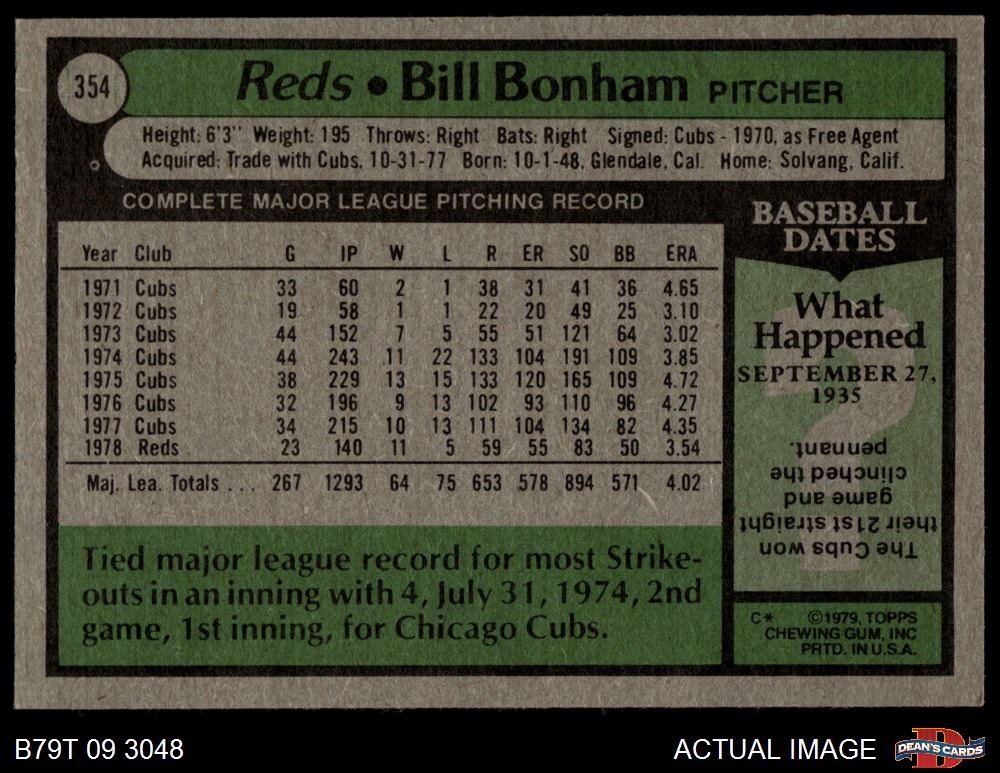 354
Reds • Bill Bonham PITCHER
Height: 6'3" Weight: 195 Throws: Right Bats: Right Signed: Cubs - 1970, as Free Agent
Acquired: Trade with Cubs, 10-31-77 Born: 10-1-48, Glendale, Cal. Home: Solvang, Calif.
COMPLETE MAJOR LEAGUE PITCHING RECORD
Year Club G IP W L R ER SO BB ERA
1971 Cubs 33 60 2 1 38 31 41 36 4.65
1972 Cubs 19 58 1 1 22 20 49 25 3.10
1973 Cubs 44 152 7 5 55 51 121 64 3.02
1974 Cubs 44 243 11 22 133 104 191 109 3.85
1975 Cubs 38 229 13 15 133 120 165 109 4.72
1976 Cubs 32 196 9 13 102 93 110 96 4.27
1977 Cubs 34 215 10 13 111 104 134 82 4.35
1978 Reds 23 140 11 5 59 55 83 50 3.54
Maj. Lea. Totals . . . 267 1293 64 75 653 578 894 571 4.02
Tied major league record for most Strike-
outs in an inning with 4, July 31, 1974, 2nd
game, 1st inning, for Chicago Cubs.
BASEBALL
DATES
What
Happened
SEPTEMBER 27,
1935
The Cubs won
their 21st straight
game and
clinched the
pennant.
C* ©1979, TOPPS
CHEWING GUM, INC
PRTD. IN U.S.A.
B79T 09 3048
ACTUAL IMAGE
DEAN'S CARDS